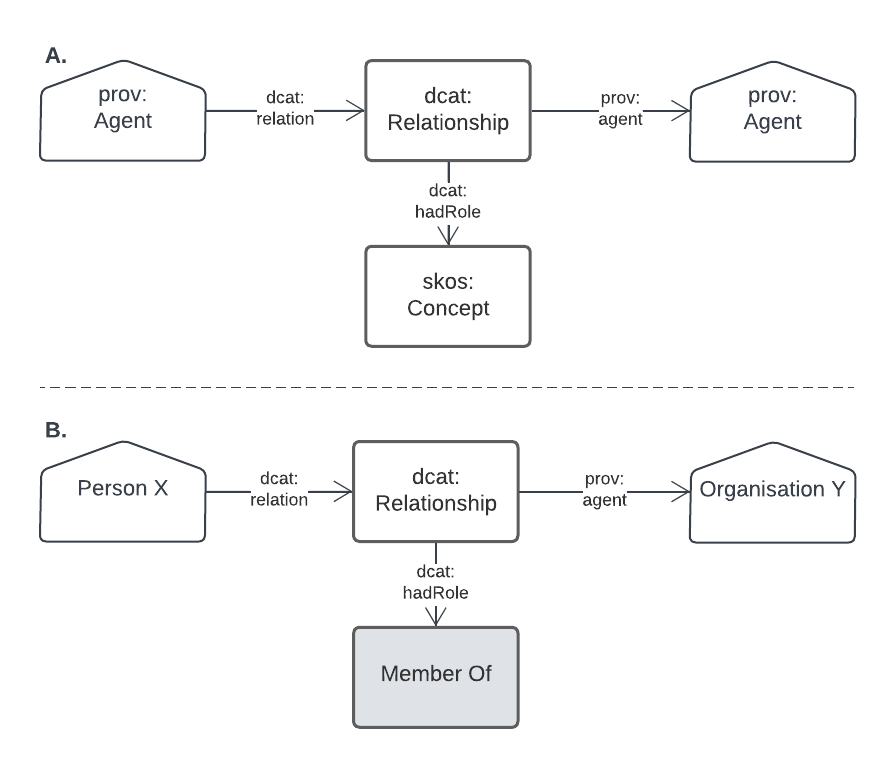 A.
prov:
Agent
dcat:
relation
dcat:
Relationship
prov:
agent
prov:
Agent
dcat:
hadRole
skos:
Concept
B.
Person X
dcat:
relation
dcat:
Relationship
prov:
agent
Organisation Y
dcat:
hadRole
Member Of